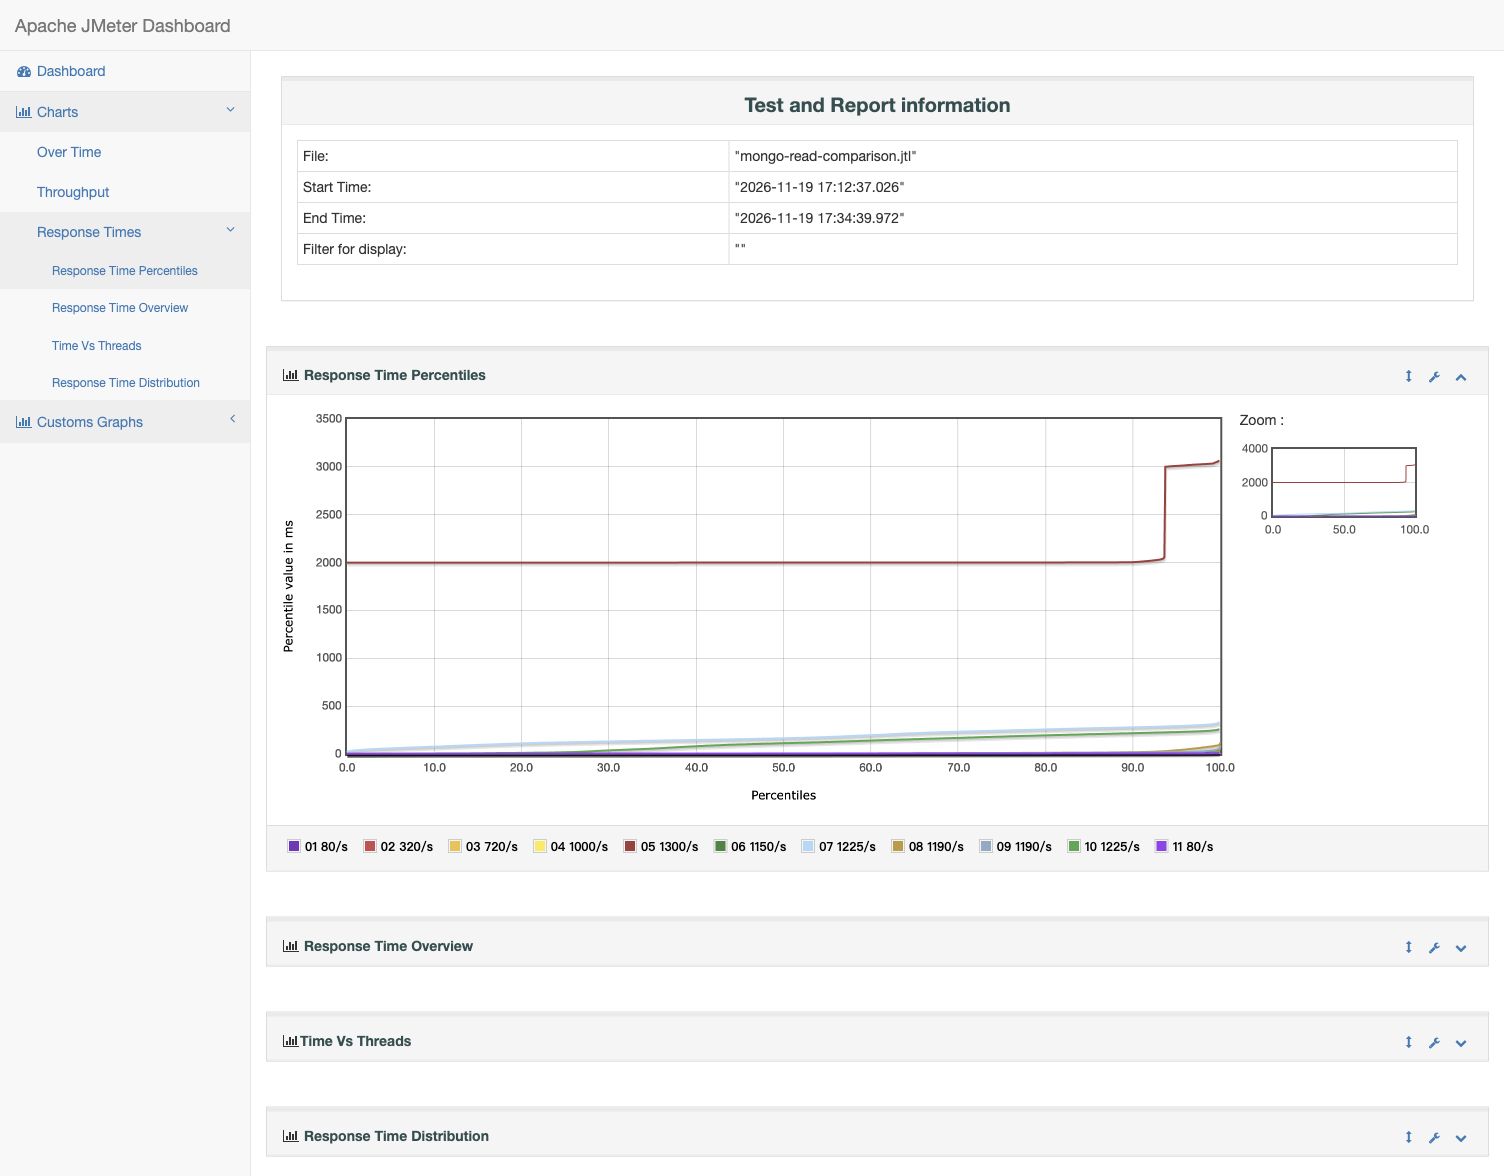 Apache JMeter Dashboard
Dashboard
Charts
Over Time
Throughput
Response Times
Response Time Percentiles
Response Time Overview
Time Vs Threads
Response Time Distribution
Customs Graphs
Test and Report information
File: "mongo-read-comparison.jtl"
Start Time: "2026-11-19 17:12:37.026"
End Time: "2026-11-19 17:34:39.972"
Filter for display: ""
Response Time Percentiles
Percentile value in ms
3500
3000
2500
2000
1500
1000
500
0
0.0 10.0 20.0 30.0 40.0 50.0 60.0 70.0 80.0 90.0 100.0
Percentiles
Zoom :
4000
2000
0
0.0 50.0 100.0
01 80/s 02 320/s 03 720/s 04 1000/s 05 1300/s 06 1150/s 07 1225/s 08 1190/s 09 1190/s 10 1225/s 11 80/s
Response Time Overview
Time Vs Threads
Response Time Distribution